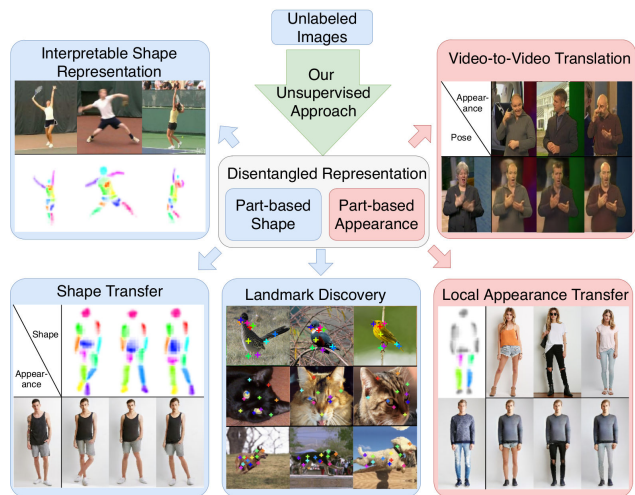 Unlabeled
Images
Interpretable Shape
Representation
Our
Unsupervised
Approach
Video-to-Video Translation
Appear-
ance
Pose
Disentangled Representation
Part-based
Shape
Part-based
Appearance
Shape Transfer
Shape
Appear-
ance
Landmark Discovery
Local Appearance Transfer